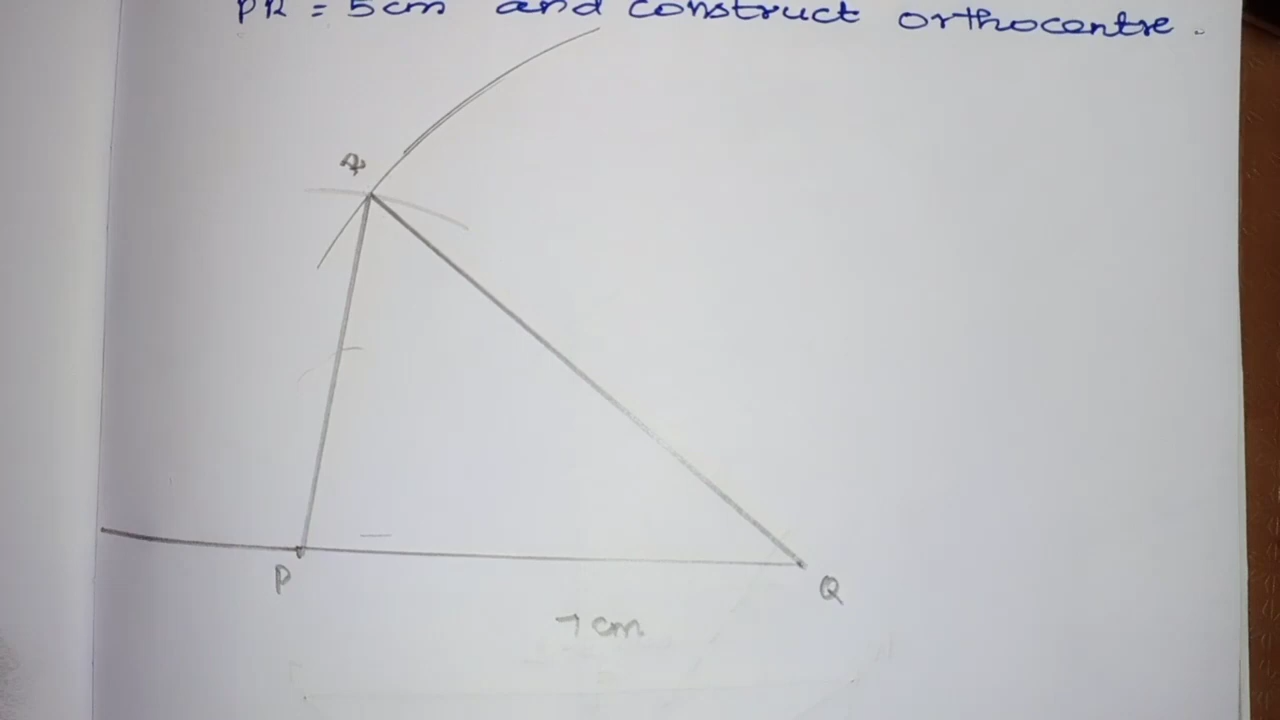 PR = 5cm and construct orthocentre.
R
P
Q
7cm